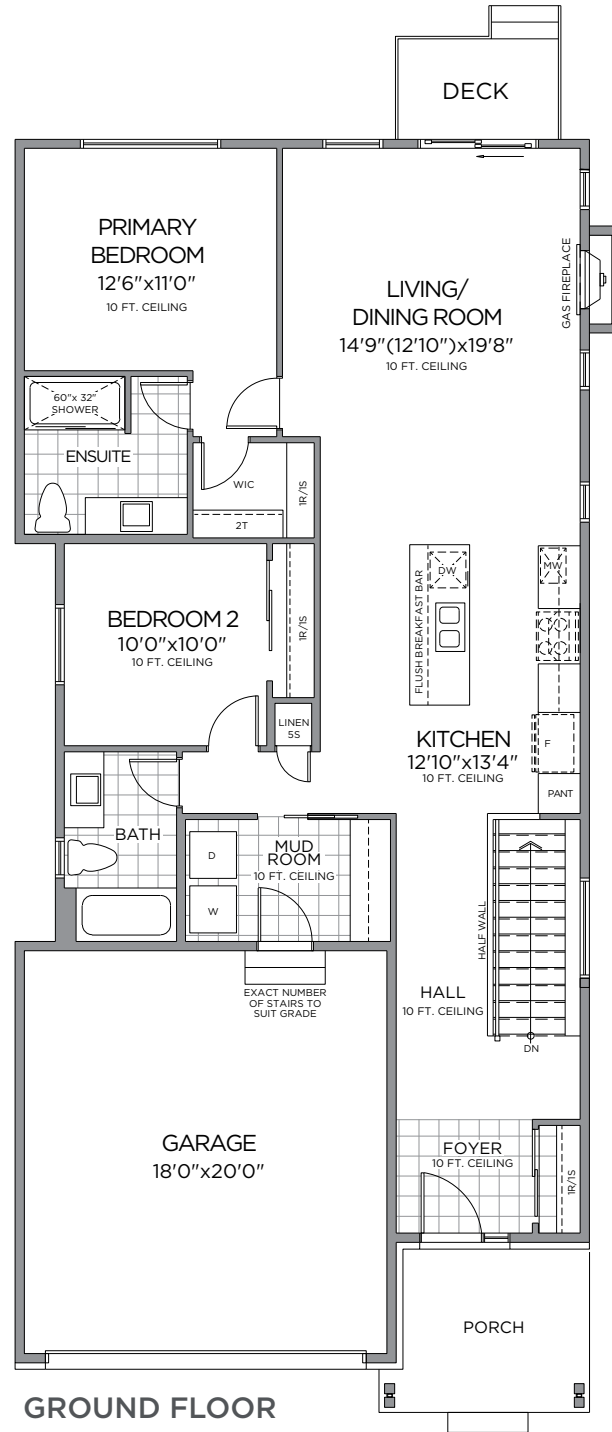 DECK
PRIMARY
BEDROOM
12'6"x11'0"
10 FT. CEILING
LIVING/
DINING ROOM
14'9"(12'10")x19'8"
10 FT. CEILING
GAS FIREPLACE
60"x 32"
SHOWER
ENSUITE
WIC
1R/1S
2T
BEDROOM 2
10'0"x10'0"
10 FT. CEILING
1R/1S
FLUSH BREAKFAST BAR
DW
MW
LINEN
5S
KITCHEN
12'10"x13'4"
10 FT. CEILING
F
PANT
BATH
D
W
MUD
ROOM
10 FT. CEILING
HALF WALL
EXACT NUMBER
OF STAIRS TO
SUIT GRADE
HALL
10 FT. CEILING
DN
GARAGE
18'0"x20'0"
FOYER
10 FT. CEILING
1R/1S
PORCH
GROUND FLOOR